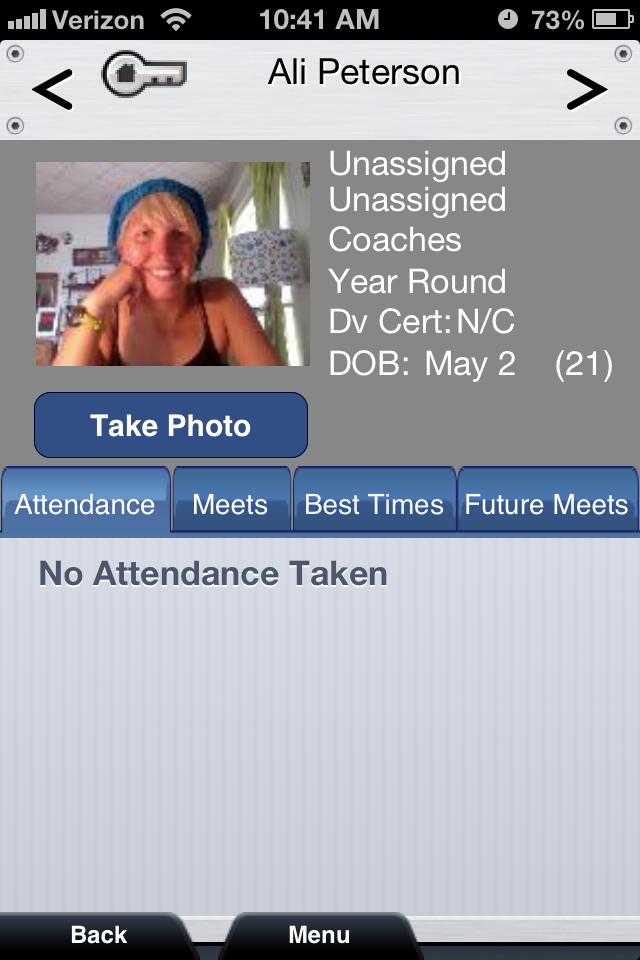 Verizon 10:41 AM 73%
Ali Peterson
Unassigned
Unassigned
Coaches
Year Round
Dv Cert: N/C
DOB: May 2 (21)
Take Photo
Attendance Meets Best Times Future Meets
No Attendance Taken
Back Menu